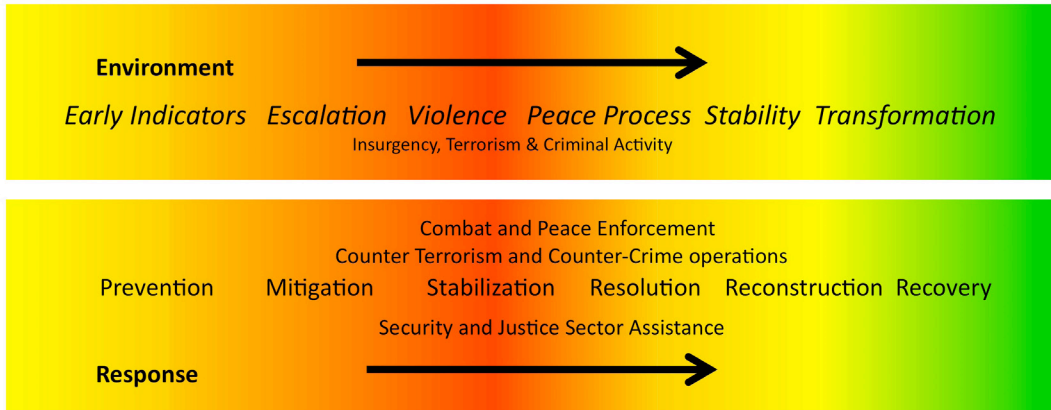 Environment
Early Indicators Escalation Violence Peace Process Stability Transformation
Insurgency, Terrorism & Criminal Activity
Combat and Peace Enforcement
Counter Terrorism and Counter-Crime operations
Prevention Mitigation Stabilization Resolution Reconstruction Recovery
Security and Justice Sector Assistance
Response